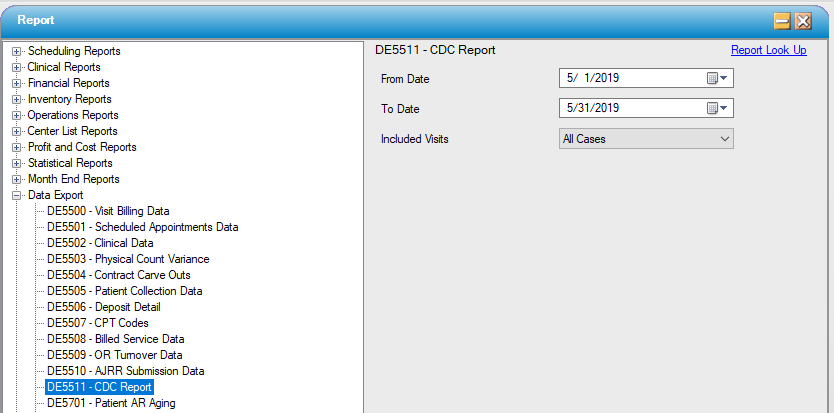 Report
Scheduling Reports
Clinical Reports
Financial Reports
Inventory Reports
Operations Reports
Center List Reports
Profit and Cost Reports
Statistical Reports
Month End Reports
Data Export
DE5500 - Visit Billing Data
DE5501 - Scheduled Appointments Data
DE5502 - Clinical Data
DE5503 - Physical Count Variance
DE5504 - Contract Carve Outs
DE5505 - Patient Collection Data
DE5506 - Deposit Detail
DE5507 - CPT Codes
DE5508 - Billed Service Data
DE5509 - OR Turnover Data
DE5510 - AJRR Submission Data
DE5511 - CDC Report
DE5701 - Patient AR Aging
DE5511 - CDC Report Report Look Up
From Date 5/ 1/2019
To Date 5/31/2019
Included Visits All Cases